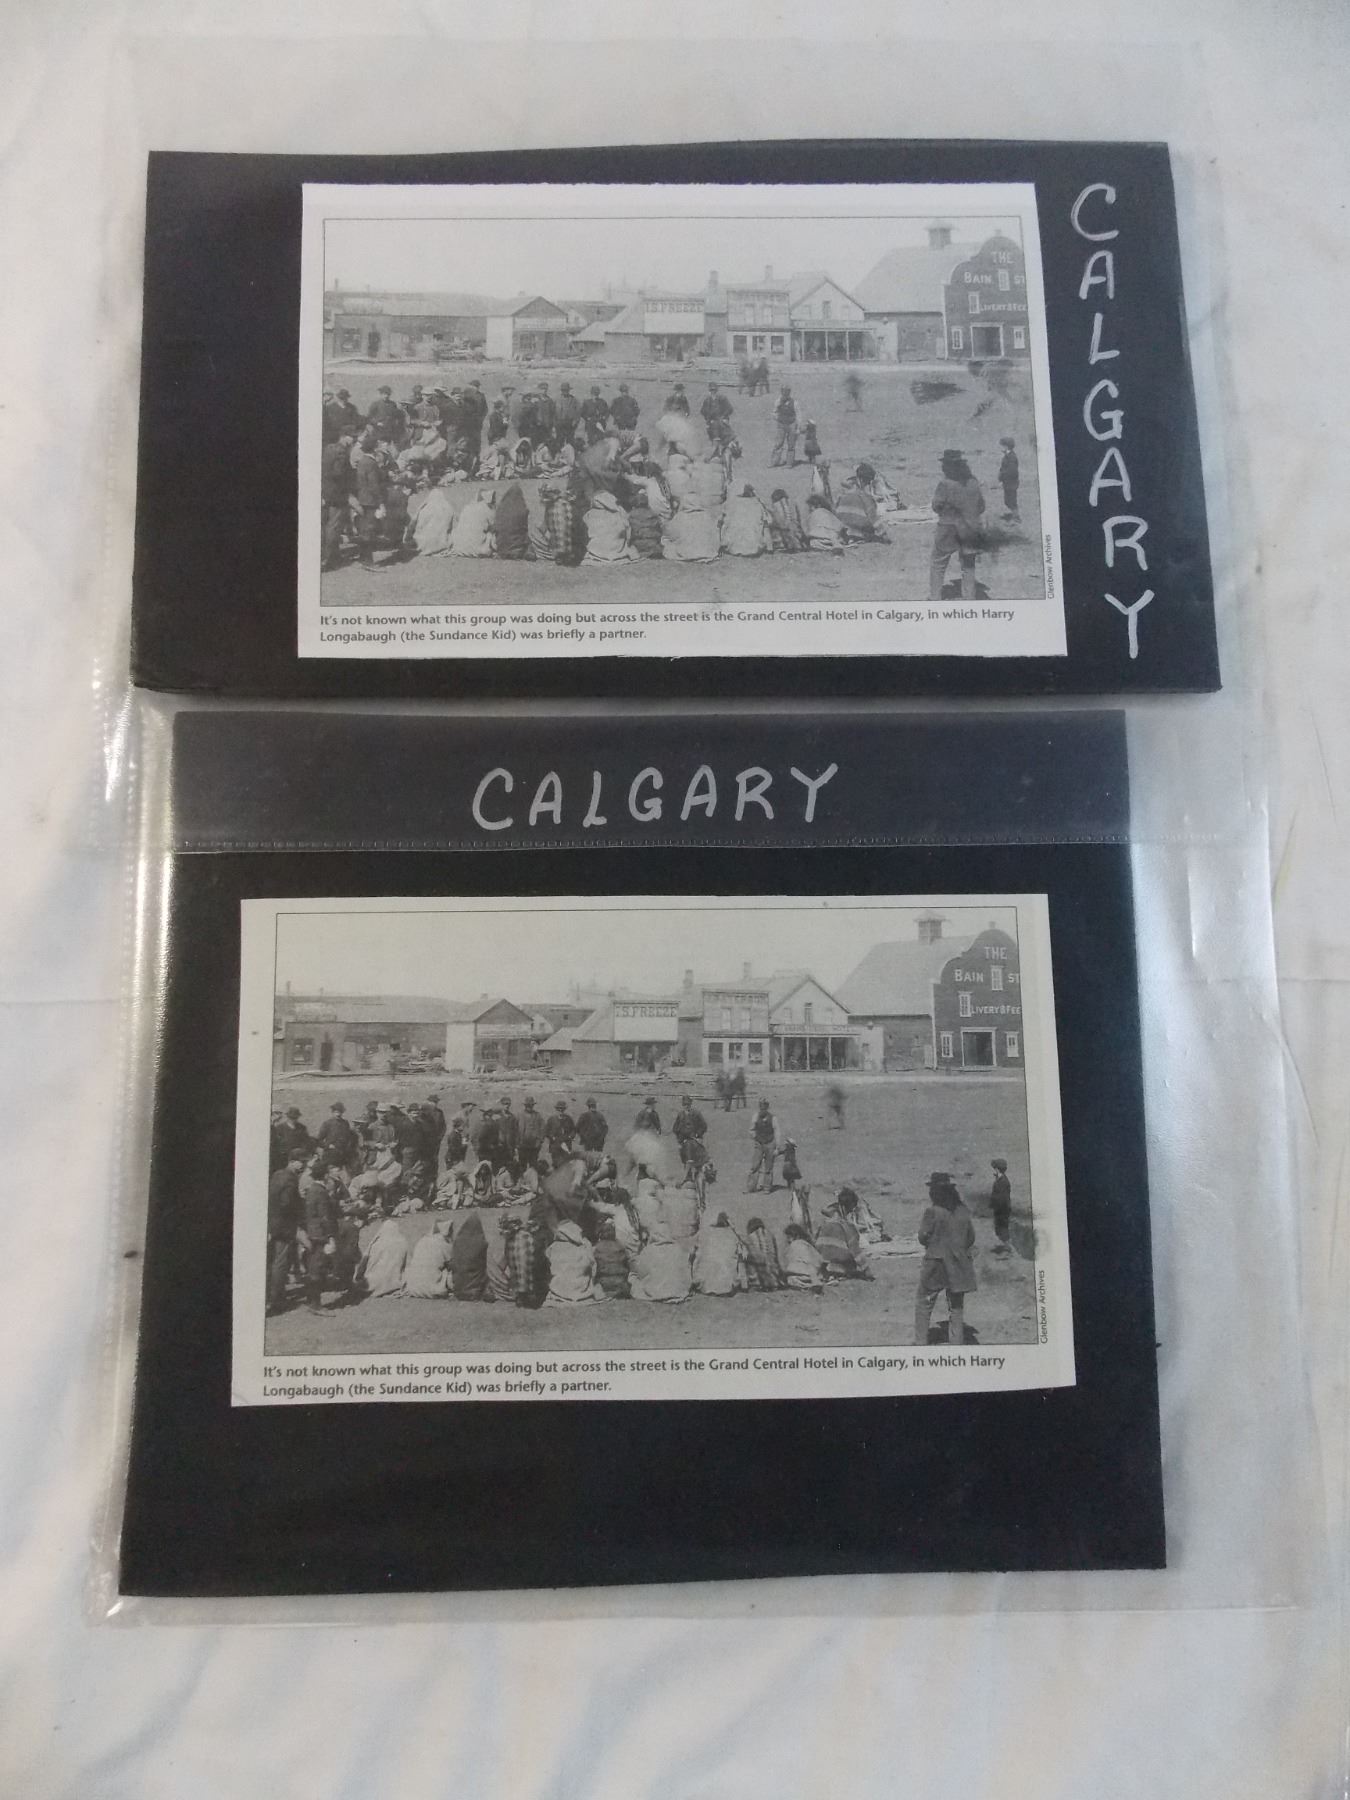 CALGARY
THE
BAIN ST
LIVERY & FEE
I.S. FREEZE
Glenbow Archives
It's not known what this group was doing but across the street is the Grand Central Hotel in Calgary, in which Harry
Longabaugh (the Sundance Kid) was briefly a partner.
CALGARY
THE
BAIN ST
LIVERY & FEE
I.S. FREEZE
Glenbow Archives
It's not known what this group was doing but across the street is the Grand Central Hotel in Calgary, in which Harry
Longabaugh (the Sundance Kid) was briefly a partner.